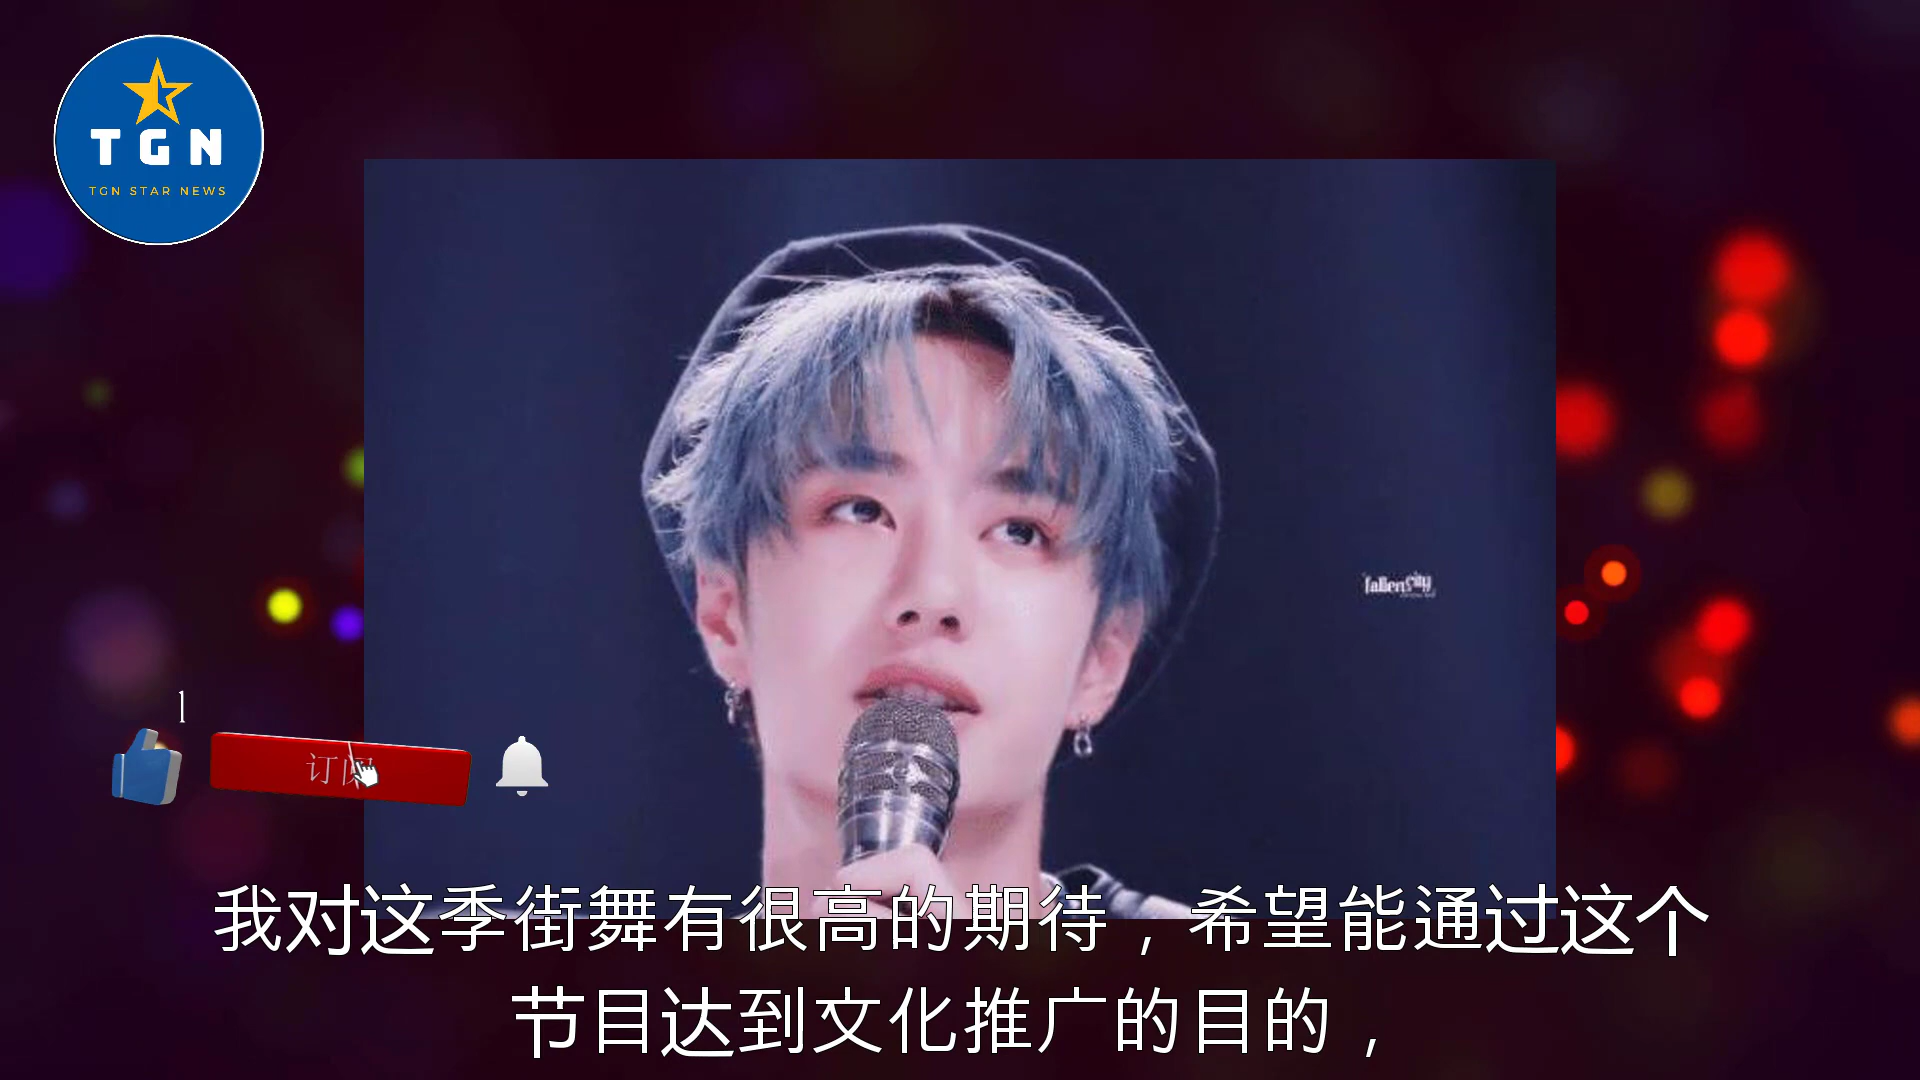 TGN
TGN STAR NEWS
fallencity
1
订阅
我对这季街舞有很高的期待，希望能通过这个
节目达到文化推广的目的，